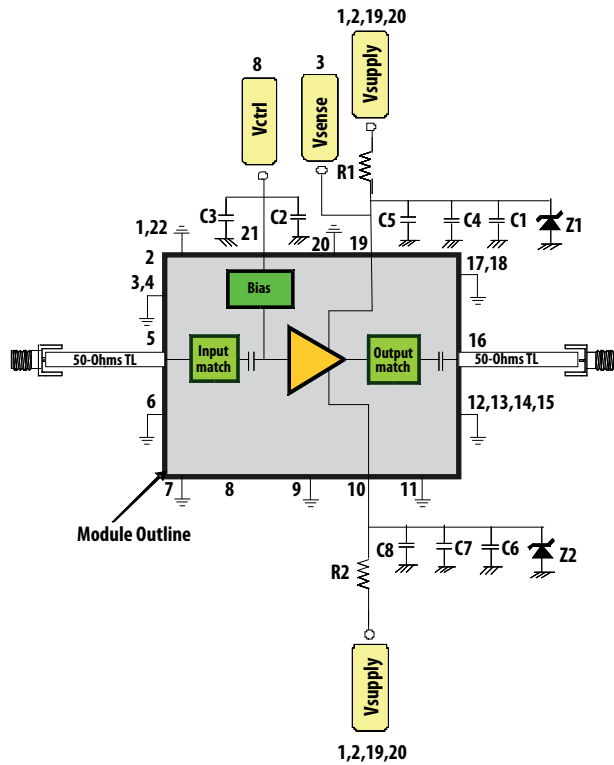 1,2,19,20
8
3
Vctrl
Vsense
Vsupply
R1
C3
21
C2
C5
C4
C1
Z1
1,22
20
19
2
17,18
3,4
Bias
5
16
50-Ohms TL
Input
match
Output
match
50-Ohms TL
6
12,13,14,15
7
8
9
10
11
Module Outline
C8
C7
C6
Z2
R2
Vsupply
1,2,19,20